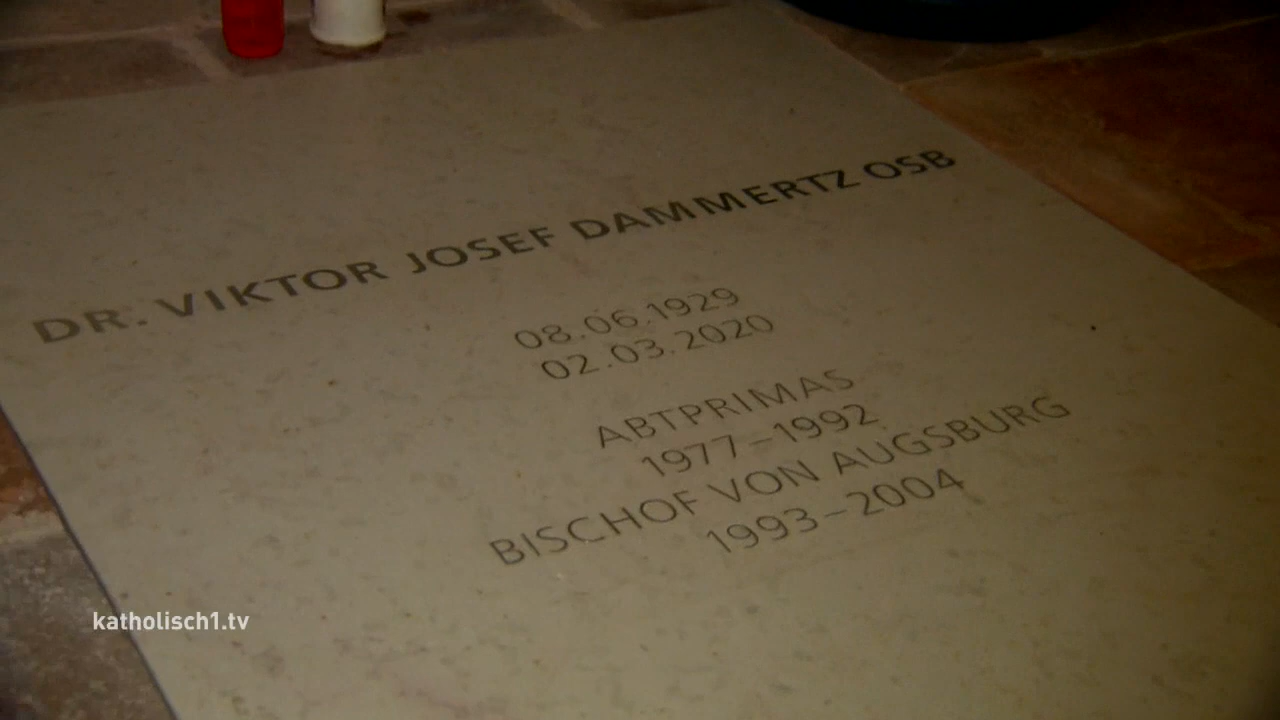 DR. VIKTOR JOSEF DAMMERTZ OSB
08.06.1929
02.03.2020
ABTPRIMAS
1977–1992
BISCHOF VON AUGSBURG
1993–2004
katholisch1.tv